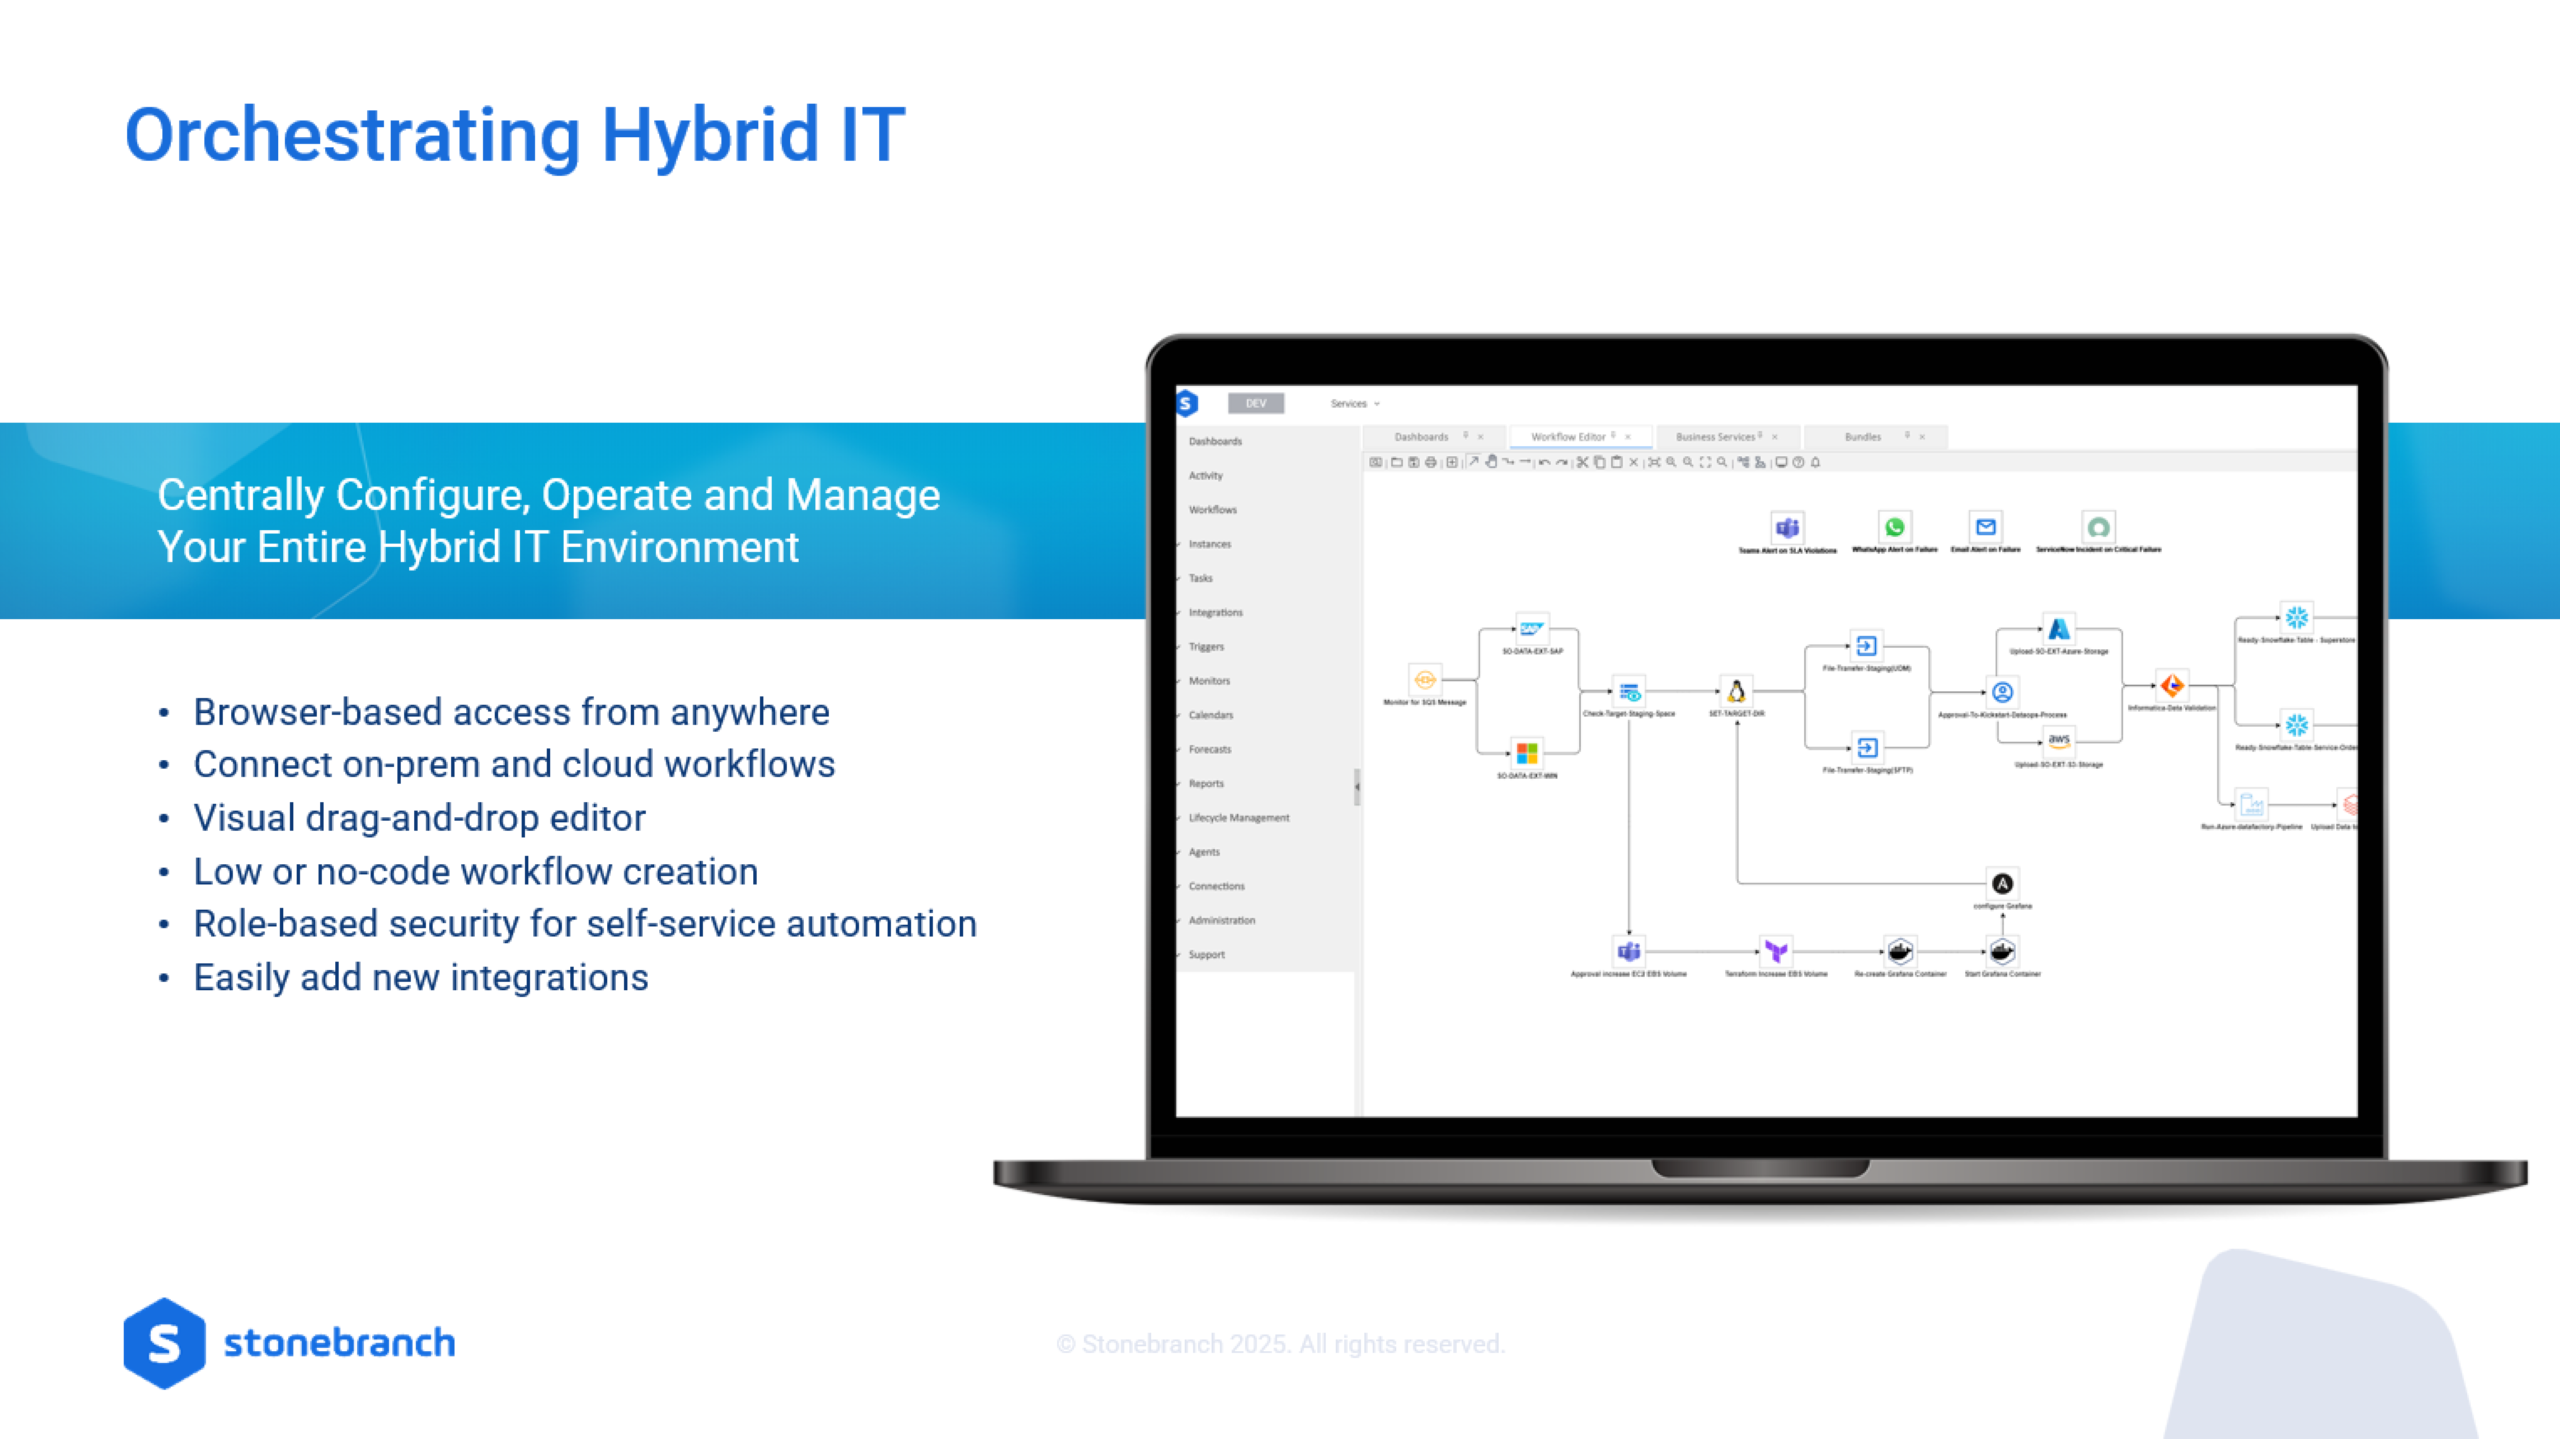 Orchestrating Hybrid IT
Centrally Configure, Operate and Manage
Your Entire Hybrid IT Environment
• Browser-based access from anywhere
• Connect on-prem and cloud workflows
• Visual drag-and-drop editor
• Low or no-code workflow creation
• Role-based security for self-service automation
• Easily add new integrations
S
DEV
Services
Dashboards
Activity
Workflows
Instances
Tasks
Integrations
Triggers
Monitors
Calendars
Forecasts
Reports
Lifecycle Management
Agents
Connections
Administration
Support
Dashboards
Workflow Editor
Business Services
Bundles
Teams Alert on SLA Violations
WhatsApp Alert on Failure
Email Alert on Failure
ServiceNow Incident on Critical Failure
Monitor for SQS Message
SAP
SO-DATA-EXT-SAP
SO-DATA-EXT-WIN
Check-Target-Staging-Space
SET-TARGET-DIR
File-Transfer-Staging(UDM)
File-Transfer-Staging(SFTP)
Approval-To-Kickstart-Dataops-Process
Upload-SO-EXT-Azure-Storage
aws
Upload-SO-EXT-S3-Storage
Informatica-Data Validation
Ready-Snowflake-Table - Superstore
Ready-Snowflake-Table-Service-Orde
Run-Azure-datafactory-Pipeline
Upload Data to
configure Grafana
Approval increase EC2 EBS Volume
Terraform Increase EBS Volume
Re-create Grafana Container
Start Grafana Container
S stonebranch
© Stonebranch 2025. All rights reserved.